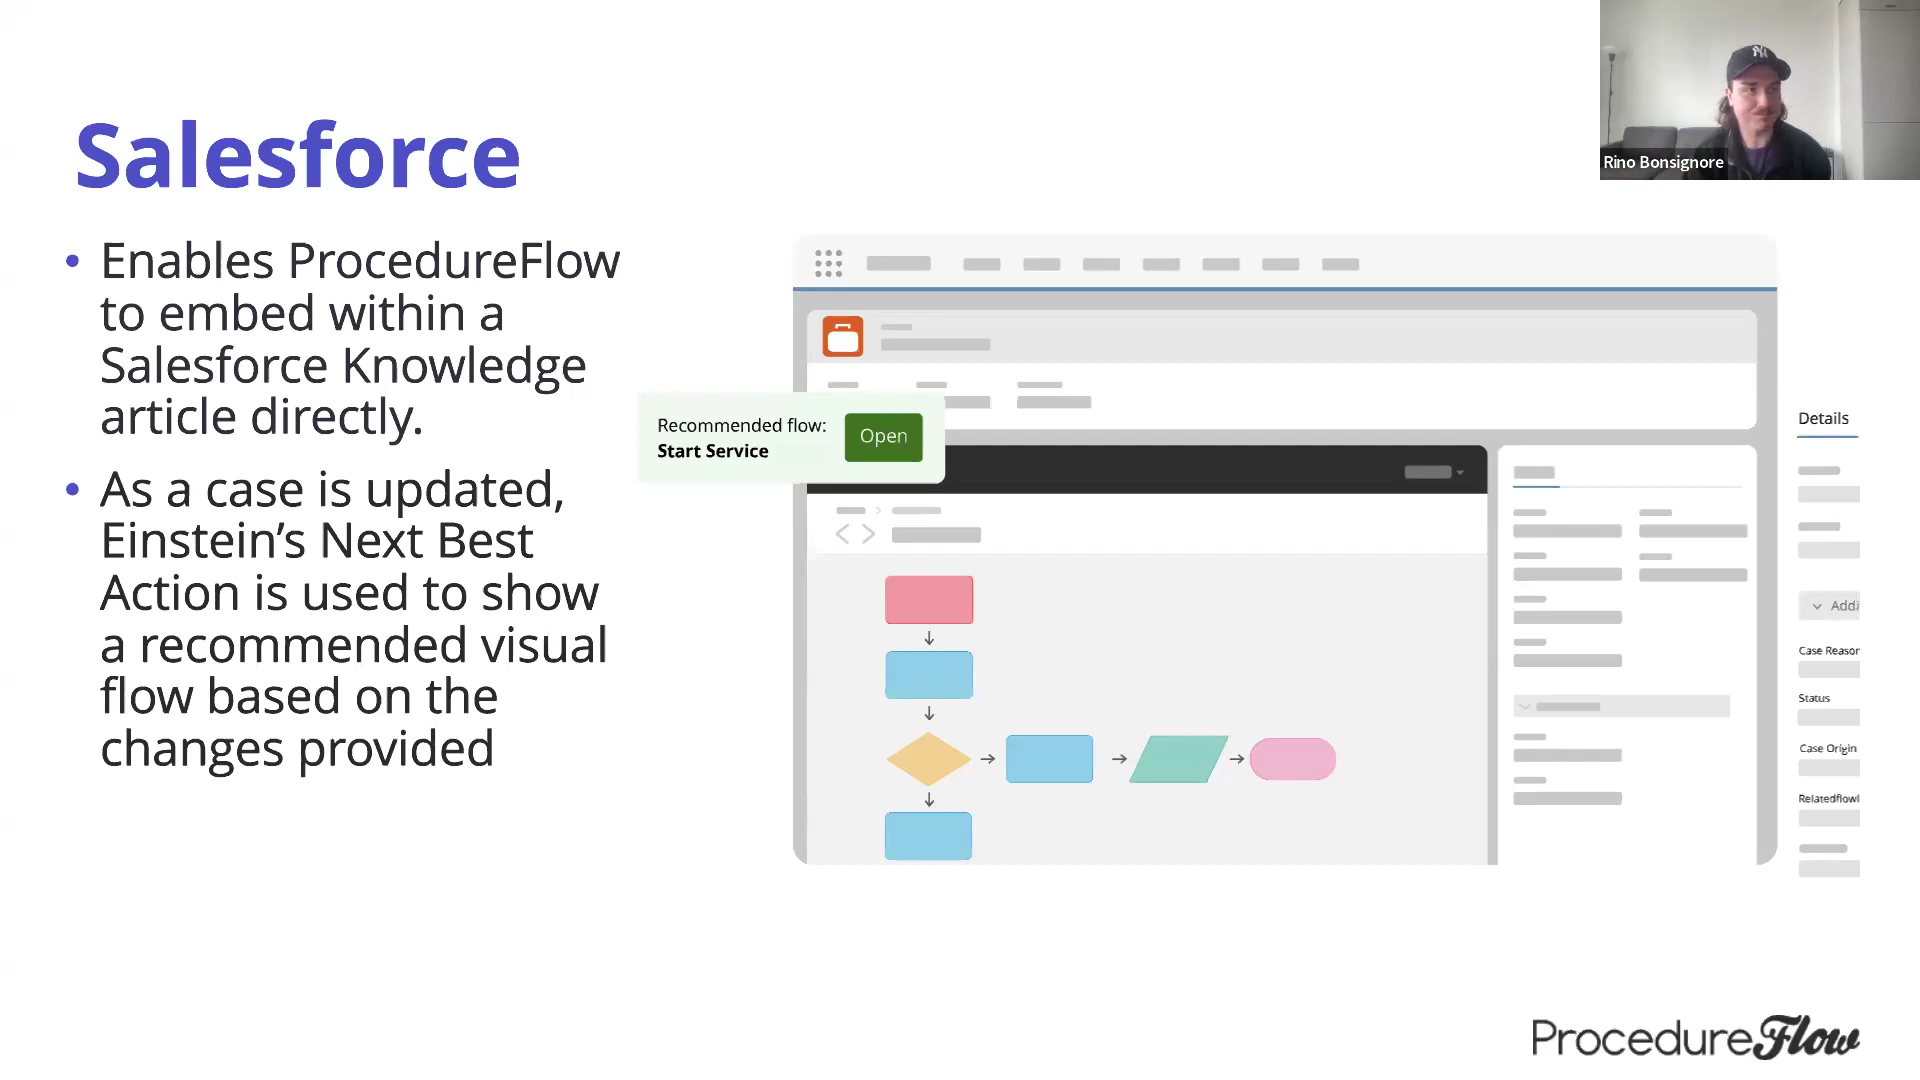 Salesforce
Rino Bonsignore
• Enables ProcedureFlow
to embed within a
Salesforce Knowledge
article directly.
• As a case is updated,
Einstein’s Next Best
Action is used to show
a recommended visual
flow based on the
changes provided
Recommended flow:
Start Service
Open
Details
Addi
Case Reason
Status
Case Origin
Relatedflowl
ProcedureFlow